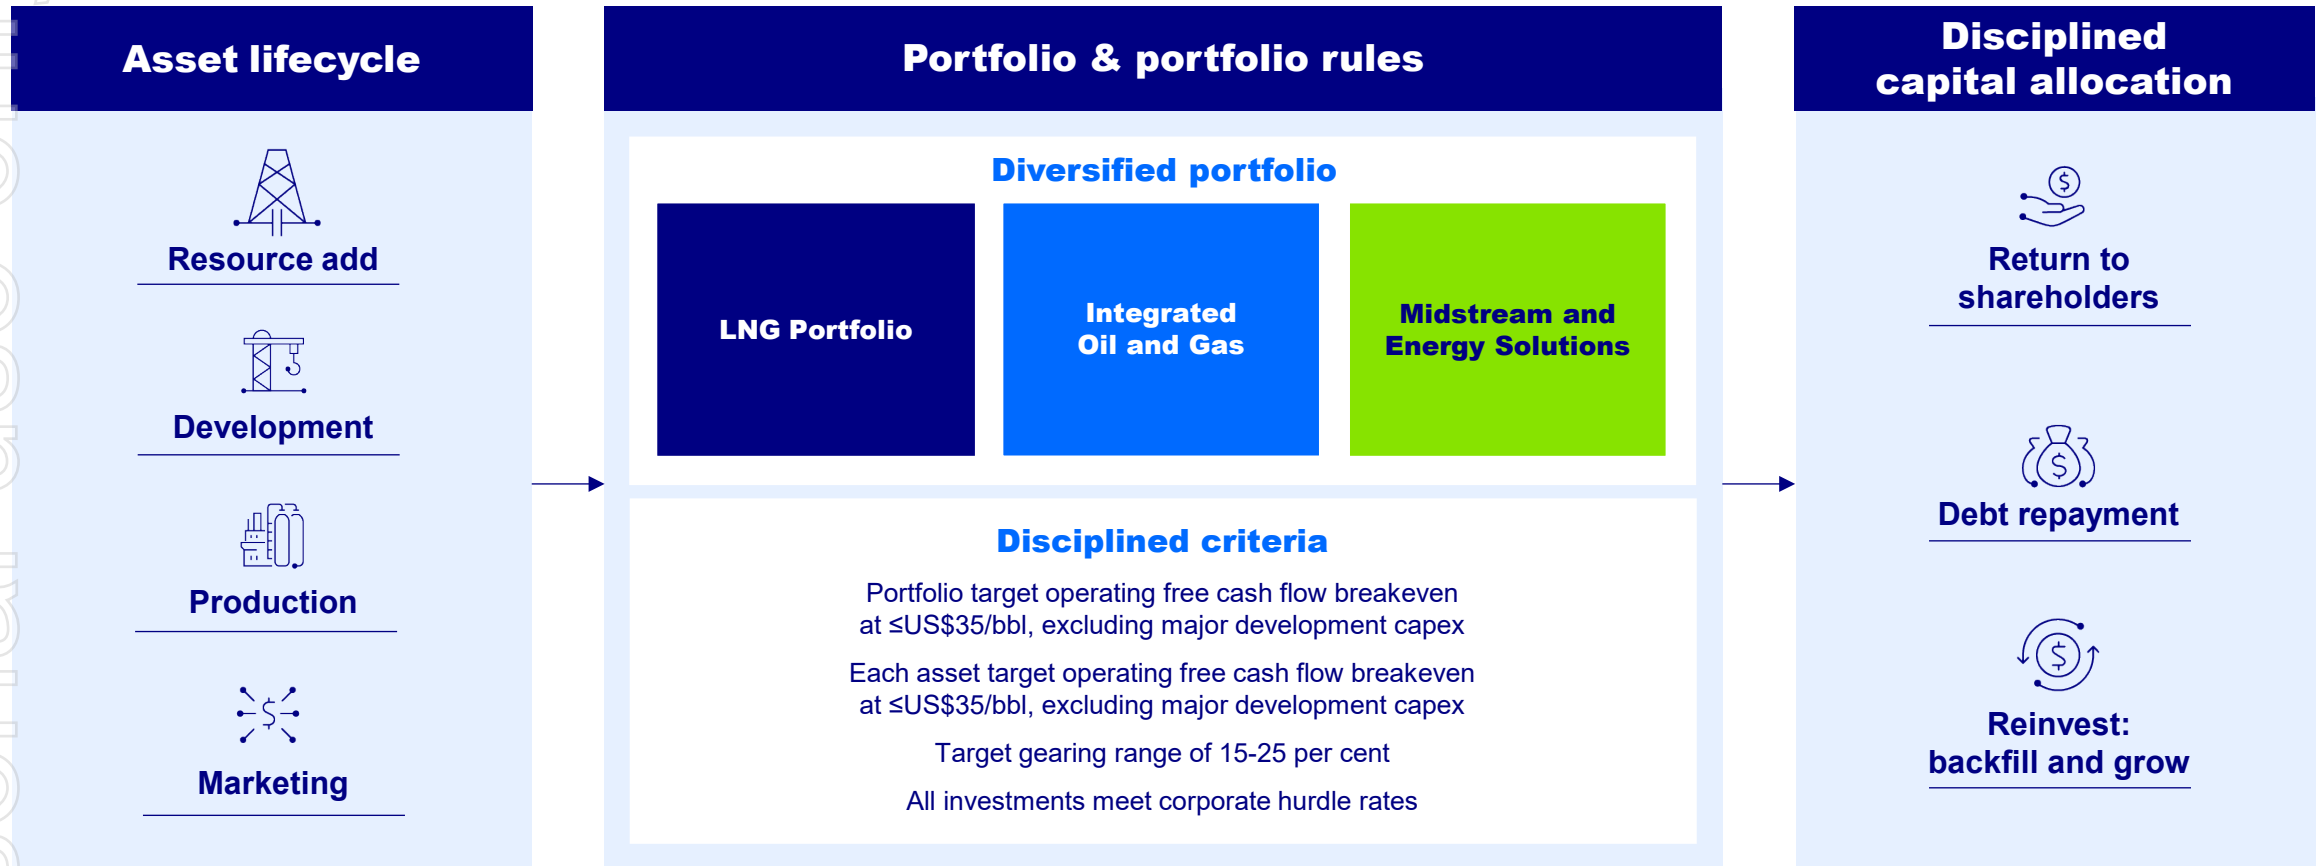 Asset lifecycle
Resource add
Development
Production
Marketing
Portfolio & portfolio rules
Diversified portfolio
LNG Portfolio
Integrated
Oil and Gas
Midstream and
Energy Solutions
Disciplined criteria
Portfolio target operating free cash flow breakeven
at ≤US$35/bbl, excluding major development capex
Each asset target operating free cash flow breakeven
at ≤US$35/bbl, excluding major development capex
Target gearing range of 15-25 per cent
All investments meet corporate hurdle rates
Disciplined
capital allocation
Return to
shareholders
Debt repayment
Reinvest:
backfill and grow